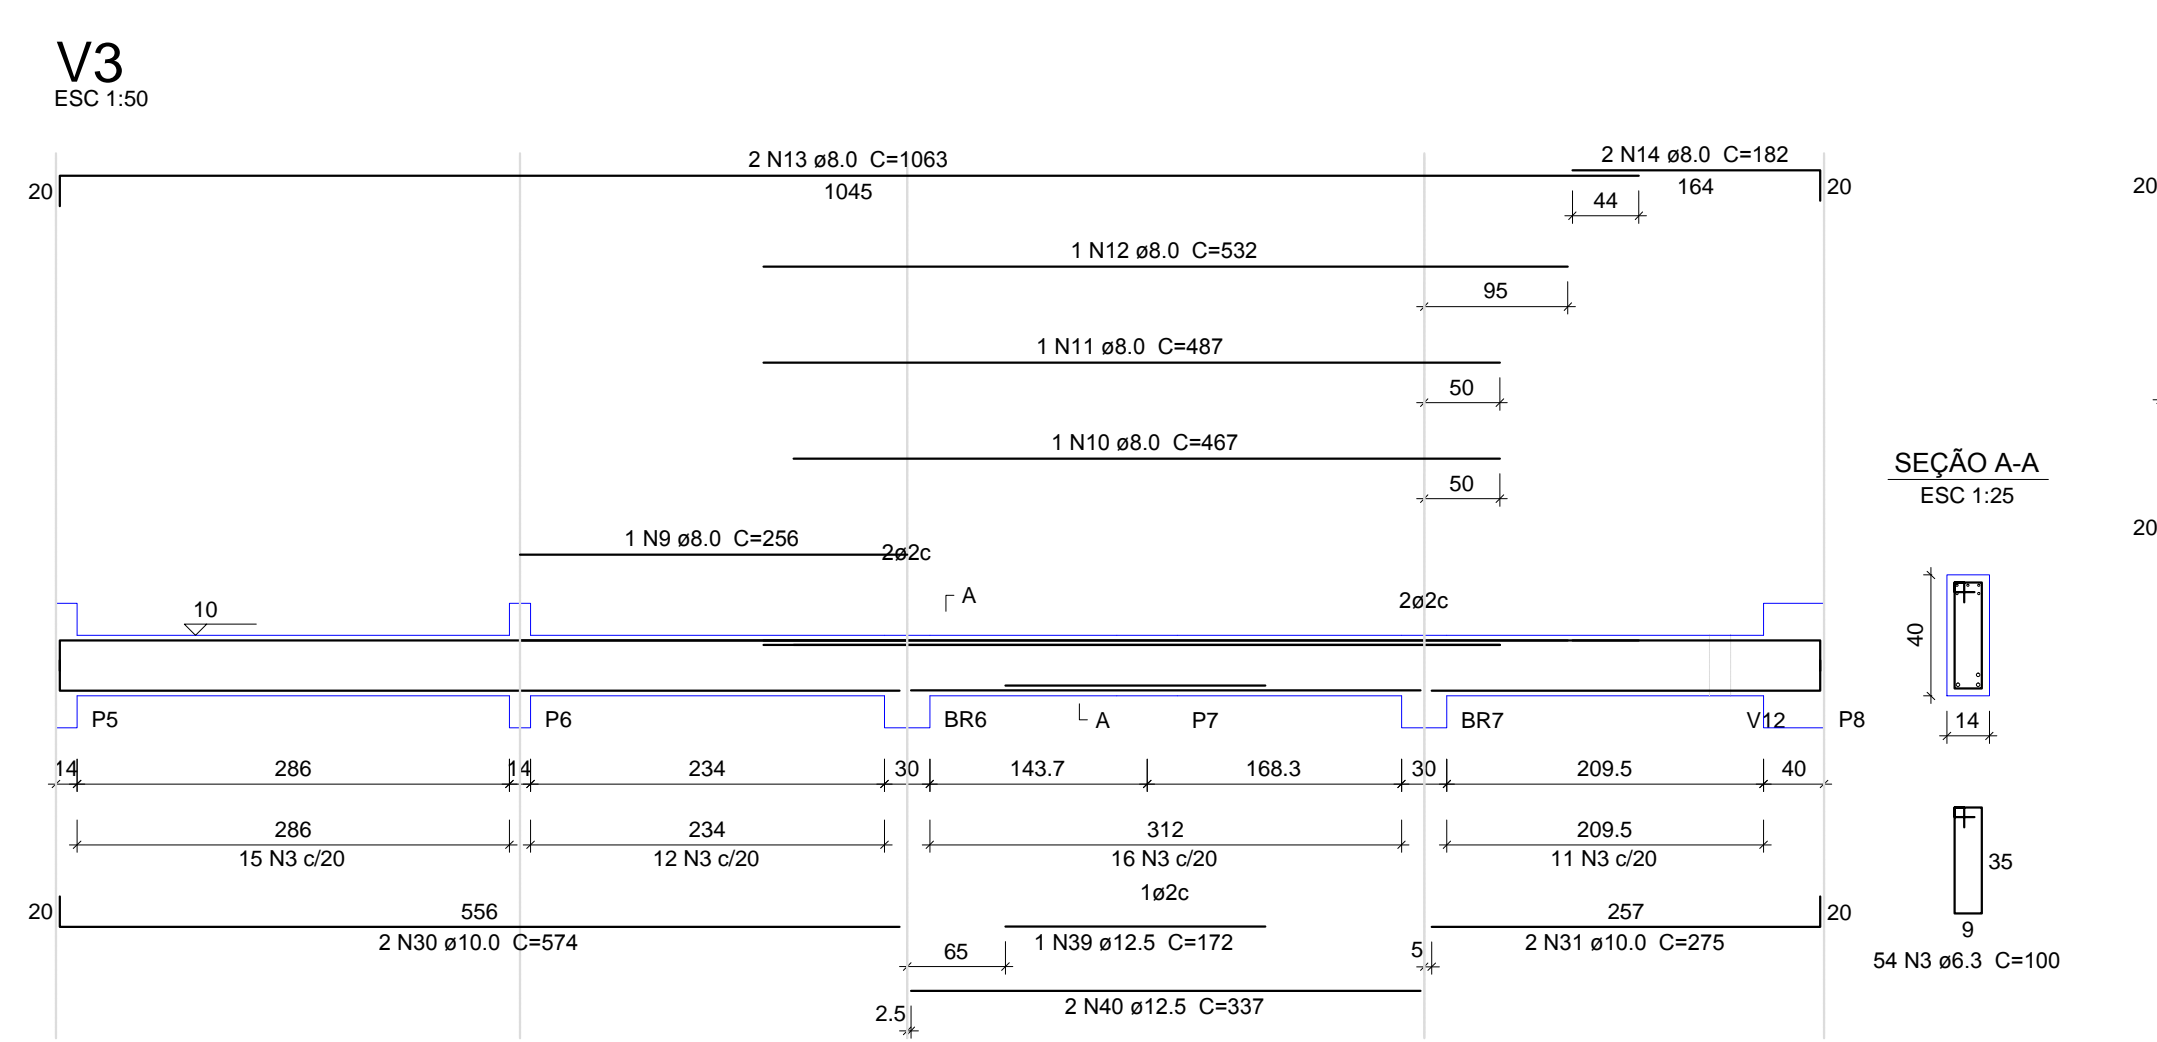 V3
ESC 1:50
2 N13 ø8.0 C=1063
2 N14 ø8.0 C=182
20
1045
164
20
20
44
1 N12 ø8.0 C=532
95
1 N11 ø8.0 C=487
50
1 N10 ø8.0 C=467
50
SEÇÃO A-A
ESC 1:25
1 N9 ø8.0 C=256
2ø2c
20
A
2ø2c
10
40
P5
P6
BR6
A
P7
BR7
V12
P8
14
14
286
14
234
30
143.7
168.3
30
209.5
40
286
234
312
209.5
15 N3 c/20
12 N3 c/20
16 N3 c/20
11 N3 c/20
35
1ø2c
20
556
257
20
9
2 N30 ø10.0 C=574
1 N39 ø12.5 C=172
2 N31 ø10.0 C=275
65
5
54 N3 ø6.3 C=100
2 N40 ø12.5 C=337
2.5